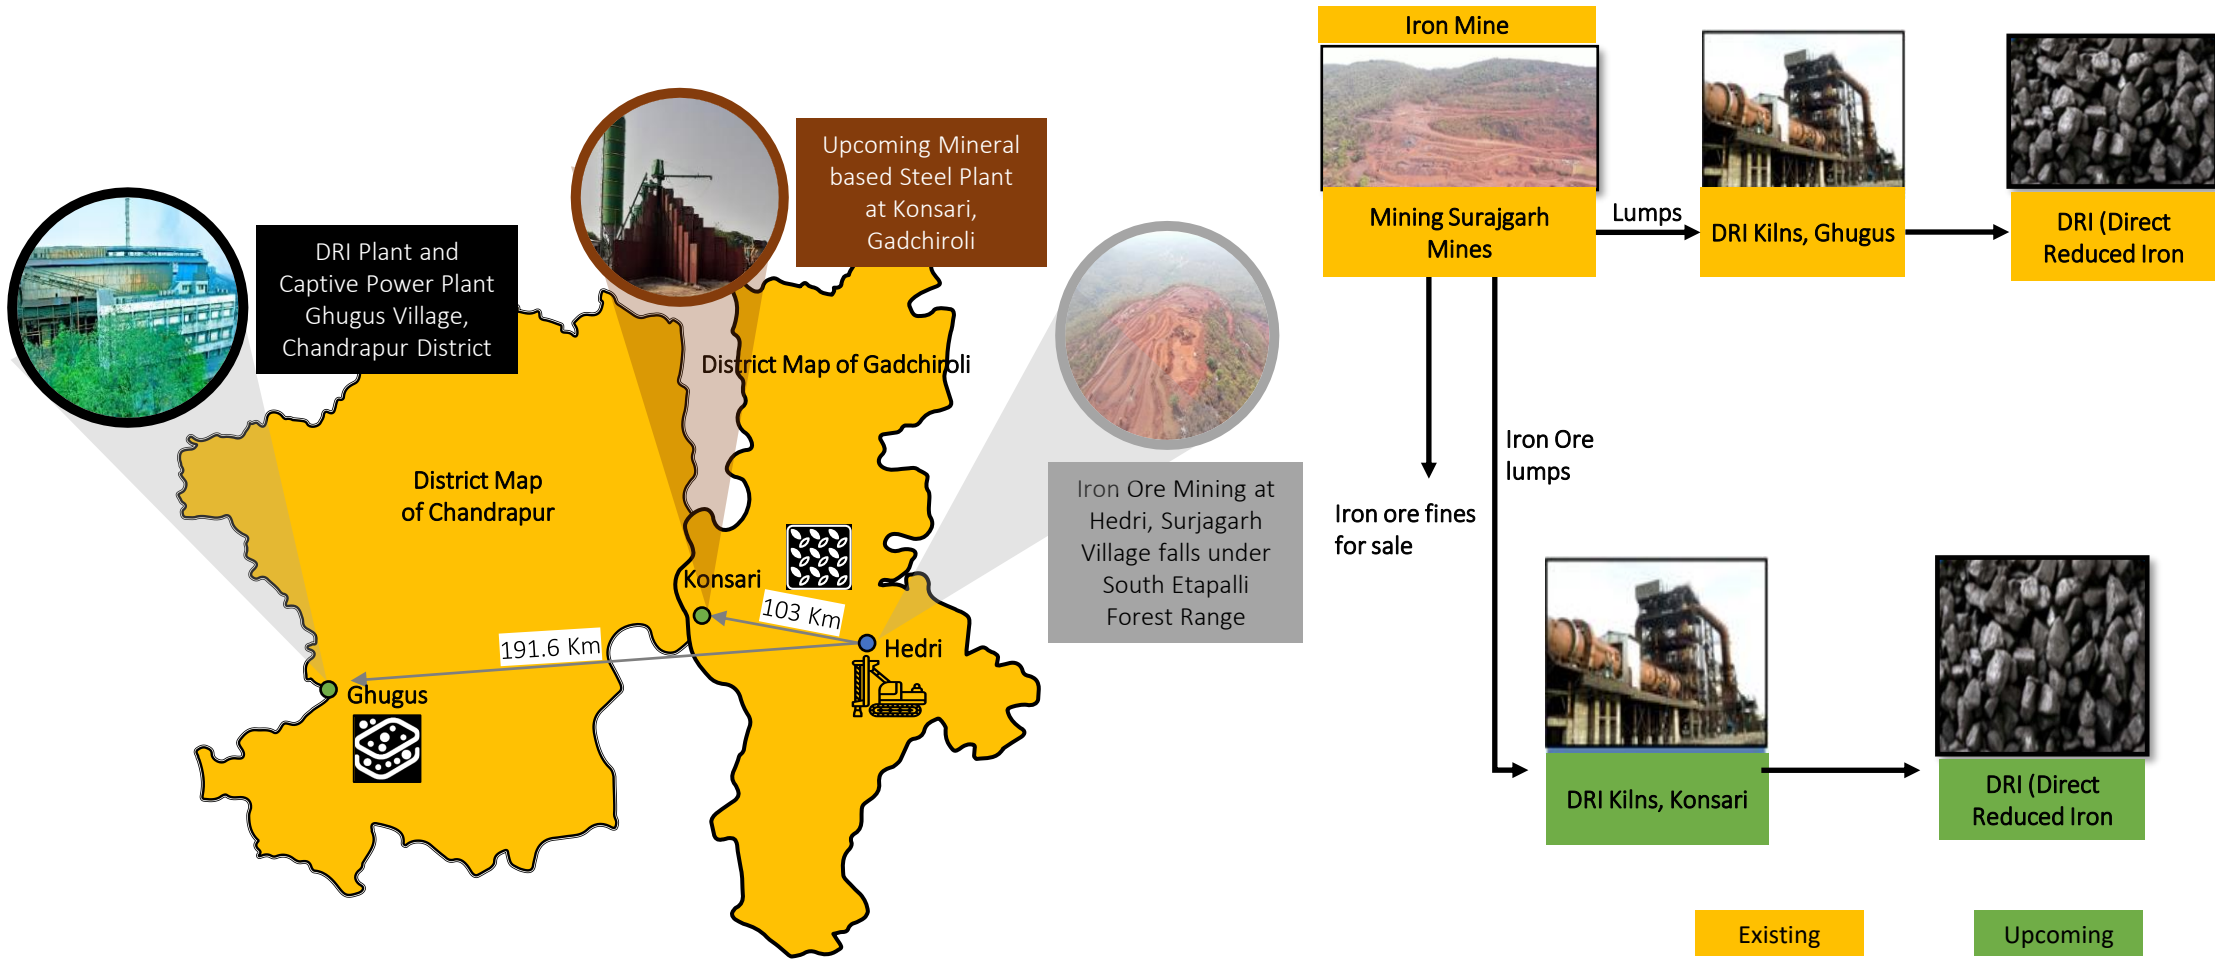 DRI Plant and
Captive Power Plant
Ghugus Village,
Chandrapur District
Upcoming Mineral
based Steel Plant
at Konsari,
Gadchiroli
District Map of Gadchiroli
District Map
of Chandrapur
Iron Ore Mining at
Hedri, Surjagarh
Village falls under
South Etapalli
Forest Range
Konsari
103 Km
191.6 Km
Hedri
Ghugus
Iron Mine
Mining Surajgarh
Mines
Lumps
DRI Kilns, Ghugus
DRI (Direct
Reduced Iron
Iron Ore
lumps
Iron ore fines
for sale
DRI Kilns, Konsari
DRI (Direct
Reduced Iron
Existing
Upcoming